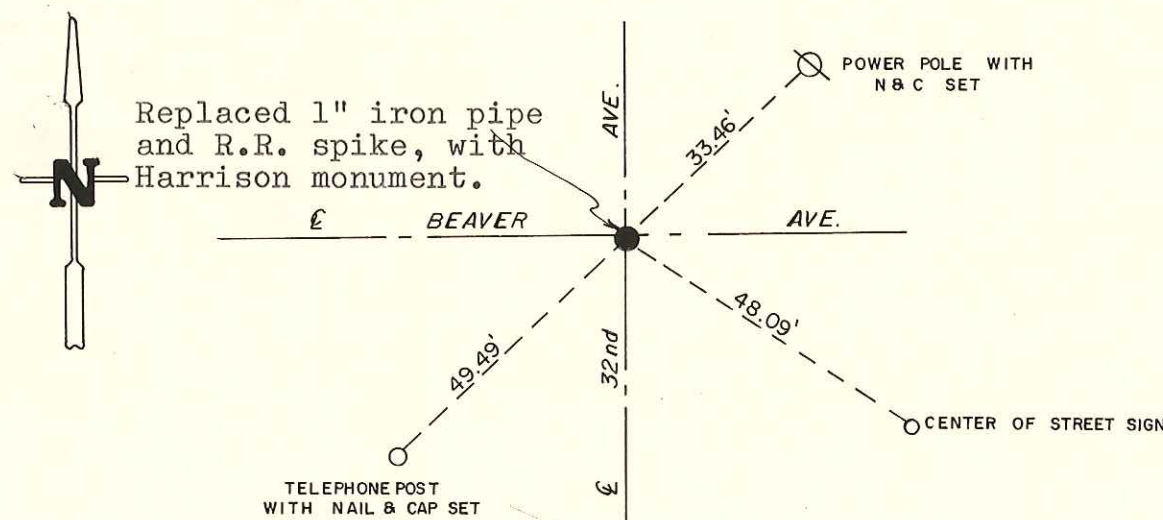 N
Replaced 1" iron pipe
and R.R. spike, with
Harrison monument.
AVE.
33.46'
POWER POLE WITH
N & C SET
℄ BEAVER AVE.
49.49'
32nd
48.09'
℄
CENTER OF STREET SIGN
TELEPHONE POST
WITH NAIL & CAP SET